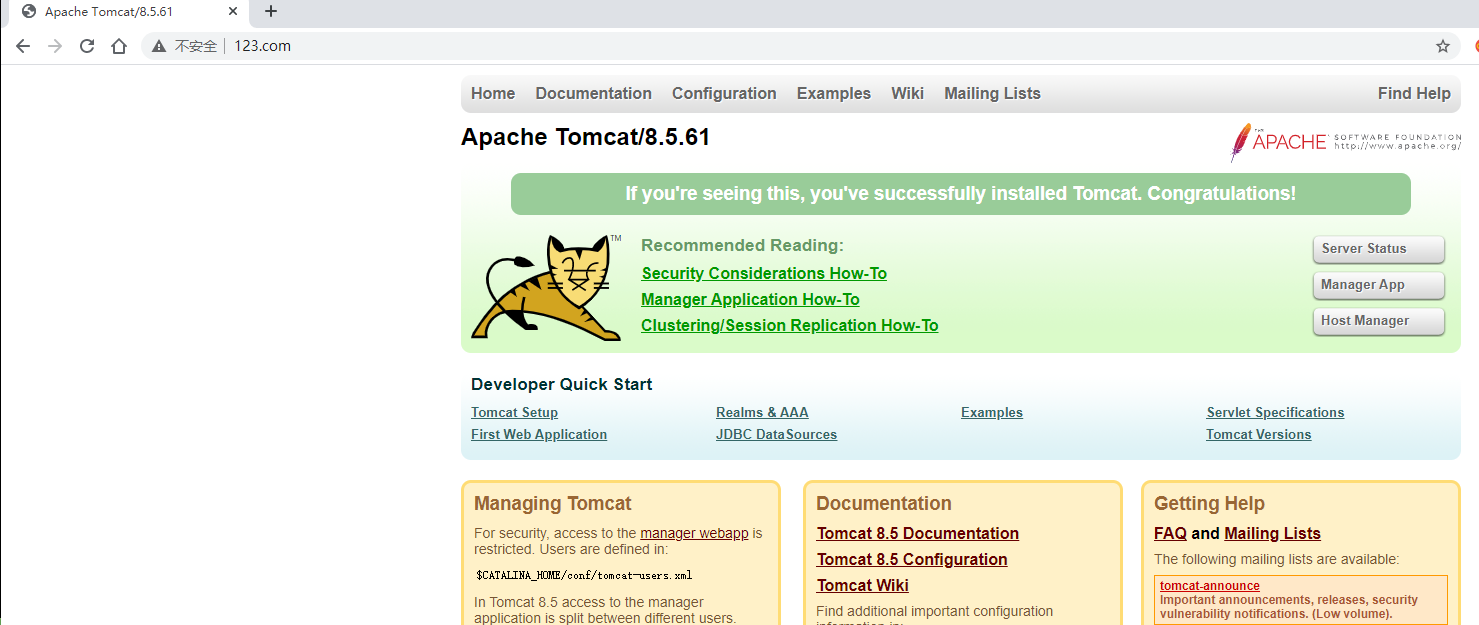 Apache Tomcat/8.5.61
不安全 123.com
Home Documentation Configuration Examples Wiki Mailing Lists Find Help
Apache Tomcat/8.5.61
THE APACHE SOFTWARE FOUNDATION
http://www.apache.org/
If you're seeing this, you've successfully installed Tomcat. Congratulations!
TM
Recommended Reading:
Security Considerations How-To
Manager Application How-To
Clustering/Session Replication How-To
Server Status
Manager App
Host Manager
Developer Quick Start
Tomcat Setup
First Web Application
Realms & AAA
JDBC DataSources
Examples
Servlet Specifications
Tomcat Versions
Managing Tomcat
For security, access to the manager webapp is
restricted. Users are defined in:
$CATALINA_HOME/conf/tomcat-users.xml
In Tomcat 8.5 access to the manager
application is split between different users.
Documentation
Tomcat 8.5 Documentation
Tomcat 8.5 Configuration
Tomcat Wiki
Find additional important configuration
information in:
Getting Help
FAQ and Mailing Lists
The following mailing lists are available:
tomcat-announce
Important announcements, releases, security
vulnerability notifications. (Low volume).